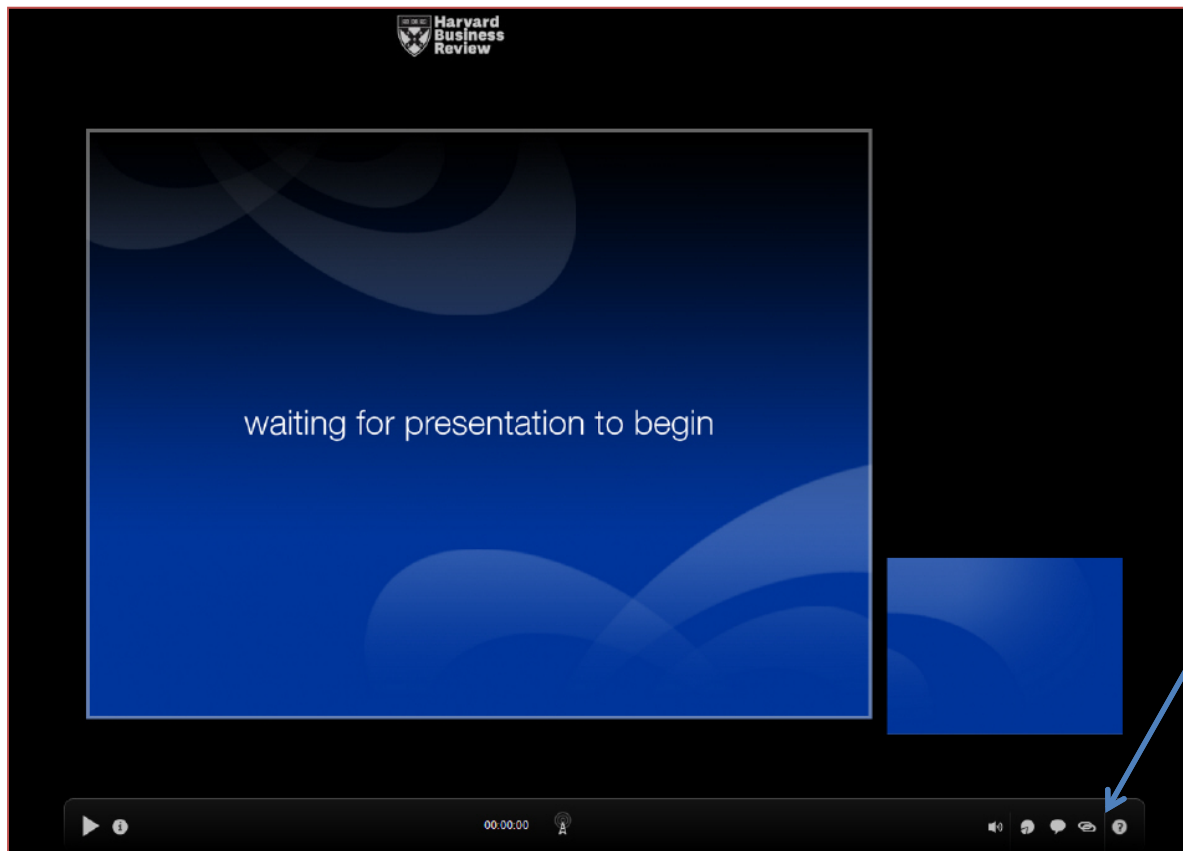 Harvard
Business
Review
waiting for presentation to begin
00:00:00